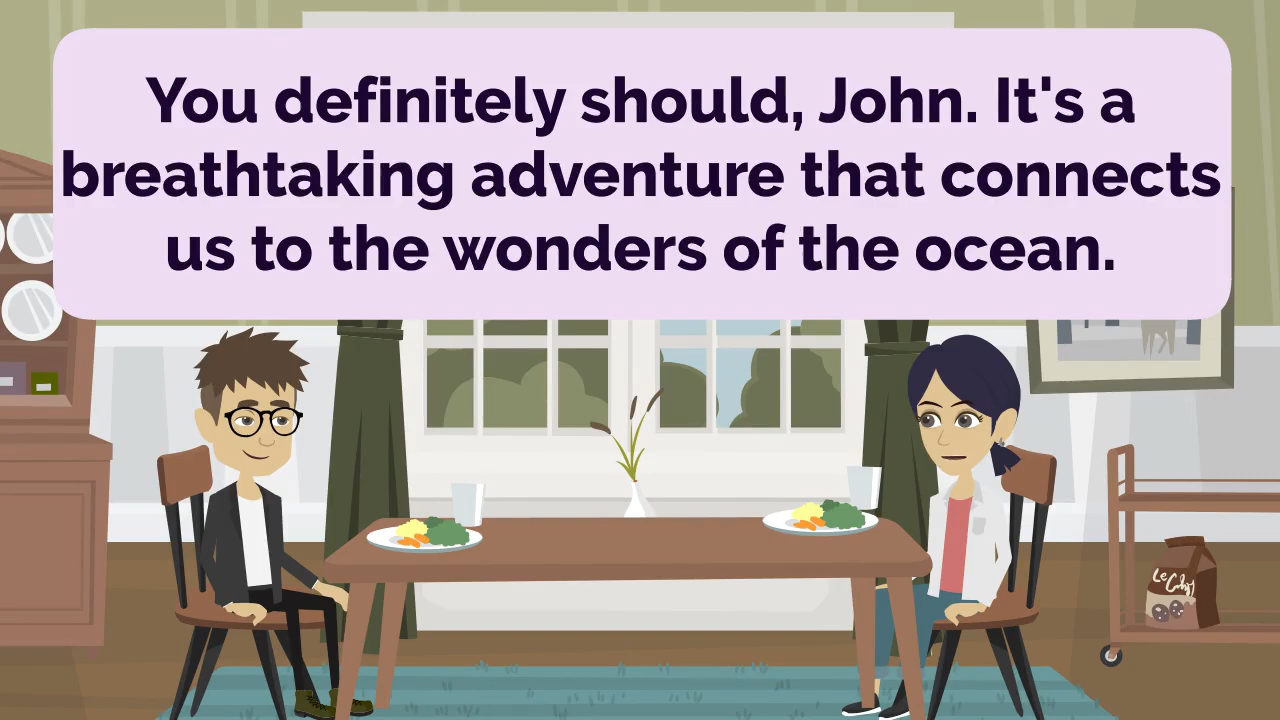 You definitely should, John. It's a
breathtaking adventure that connects
us to the wonders of the ocean.